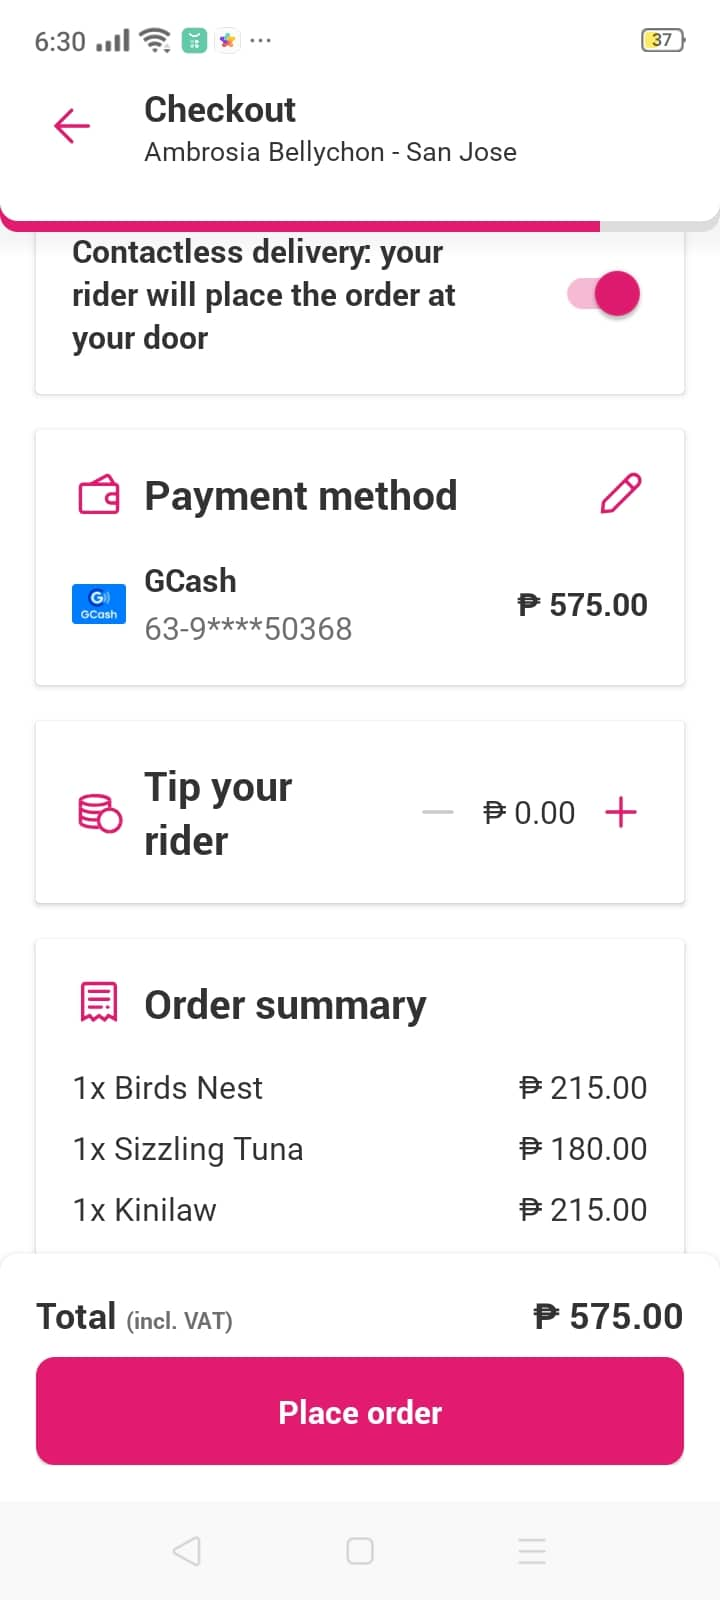 6:30
37
Checkout
Ambrosia Bellychon - San Jose
Contactless delivery: your
rider will place the order at
your door
Payment method
GCash
G
GCash
63-9****50368
₱ 575.00
Tip your
rider
₱ 0.00
Order summary
1x Birds Nest ₱ 215.00
1x Sizzling Tuna ₱ 180.00
1x Kinilaw ₱ 215.00
Total (incl. VAT) ₱ 575.00
Place order